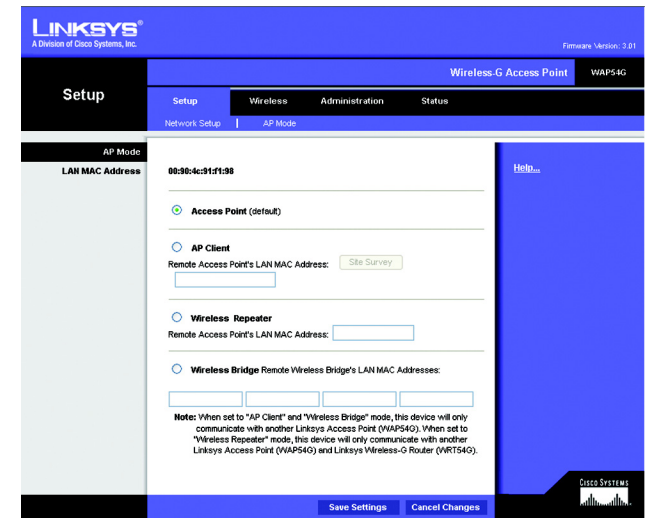 LINKSYS®
A Division of Cisco Systems, Inc.
Firmware Version: 3.01
Wireless-G Access Point WAP54G
Setup
Setup Wireless Administration Status
Network Setup | AP Mode
AP Mode
LAN MAC Address 00:90:4c:91:f1:98
Help...
Access Point (default)
AP Client
Remote Access Point's LAN MAC Address: Site Survey
Wireless Repeater
Remote Access Point's LAN MAC Address:
Wireless Bridge Remote Wireless Bridge's LAN MAC Addresses:
Note: When set to "AP Client" and "Wireless Bridge" mode, this device will only
communicate with another Linksys Access Point (WAP54G). When set to
"Wireless Repeater" mode, this device will only communicate with another
Linksys Access Point (WAP54G) and Linksys Wireless-G Router (WRT54G).
Save Settings Cancel Changes
CISCO SYSTEMS